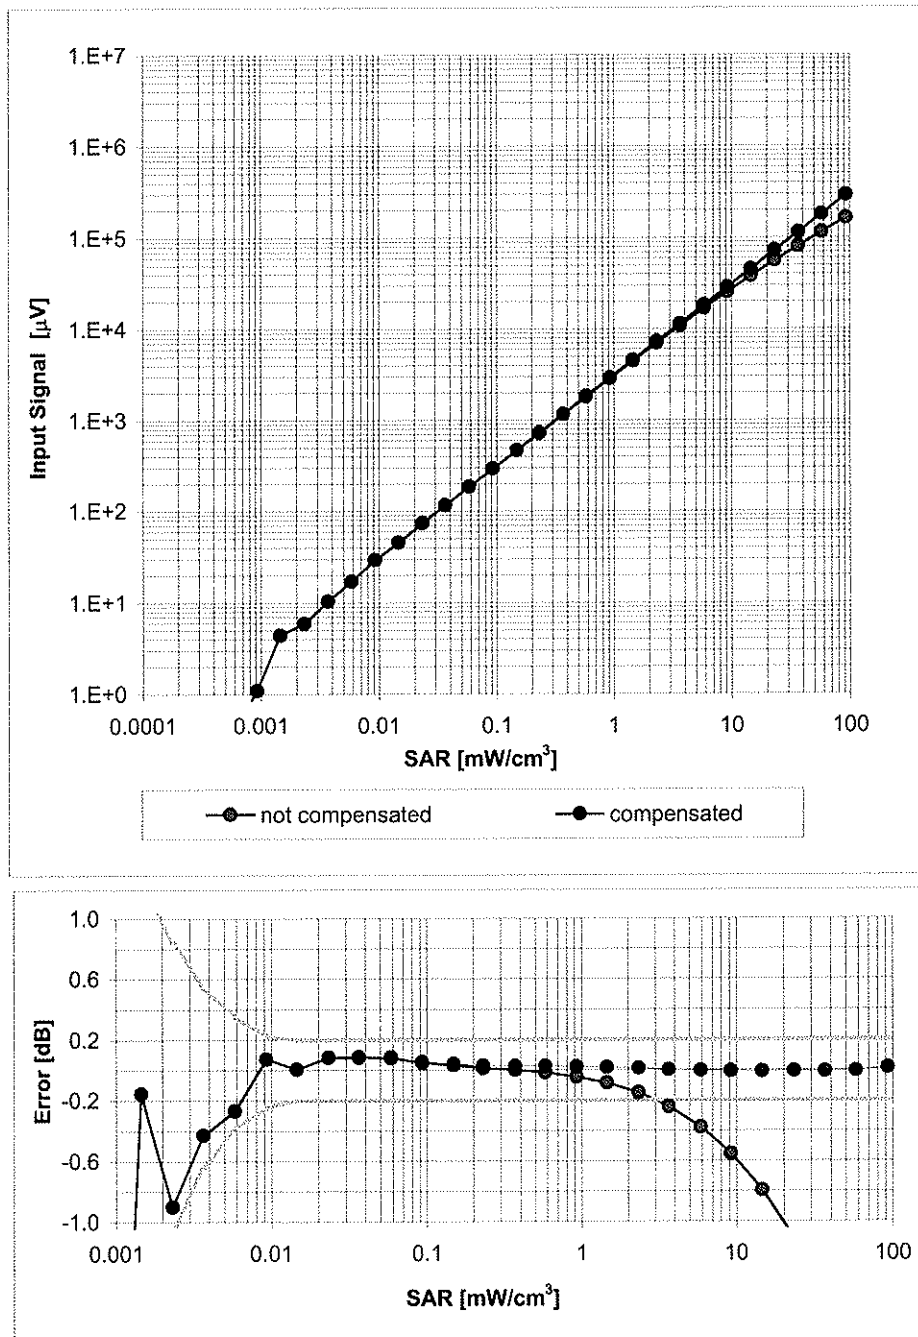 1.E+7
1.E+6
1.E+5
1.E+4
1.E+3
1.E+2
1.E+1
1.E+0
Input Signal [µV]
0.0001 0.001 0.01 0.1 1 10 100
SAR [mW/cm³]
not compensated compensated
1.0
0.6
0.2
-0.2
-0.6
-1.0
Error [dB]
0.001 0.01 0.1 1 10 100
SAR [mW/cm³]